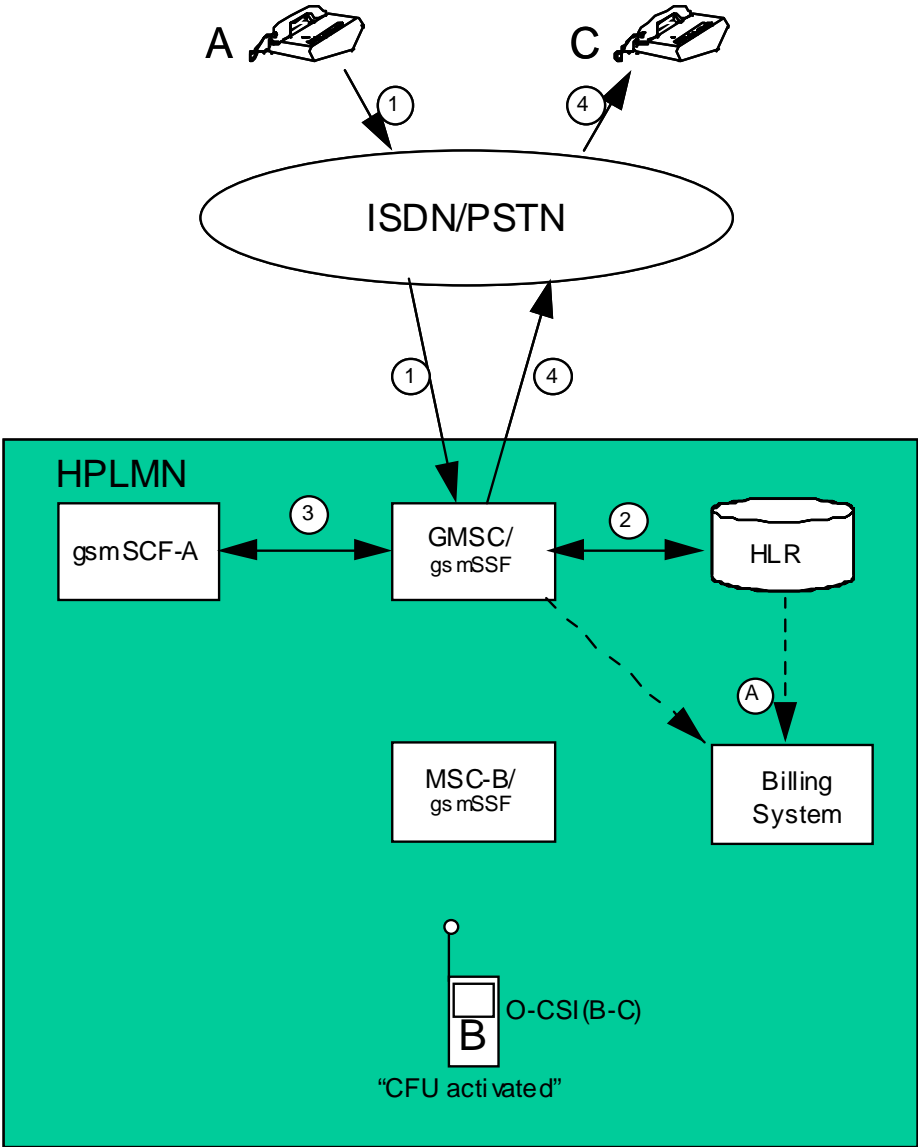 A
C
1
4
ISDN/PSTN
1
4
HPLMN
gsmSCF-A
3
GMSC/
gsmSSF
2
HLR
A
MSC-B/
gsmSSF
Billing
System
B
O-CSI(B-C)
“CFU activated”